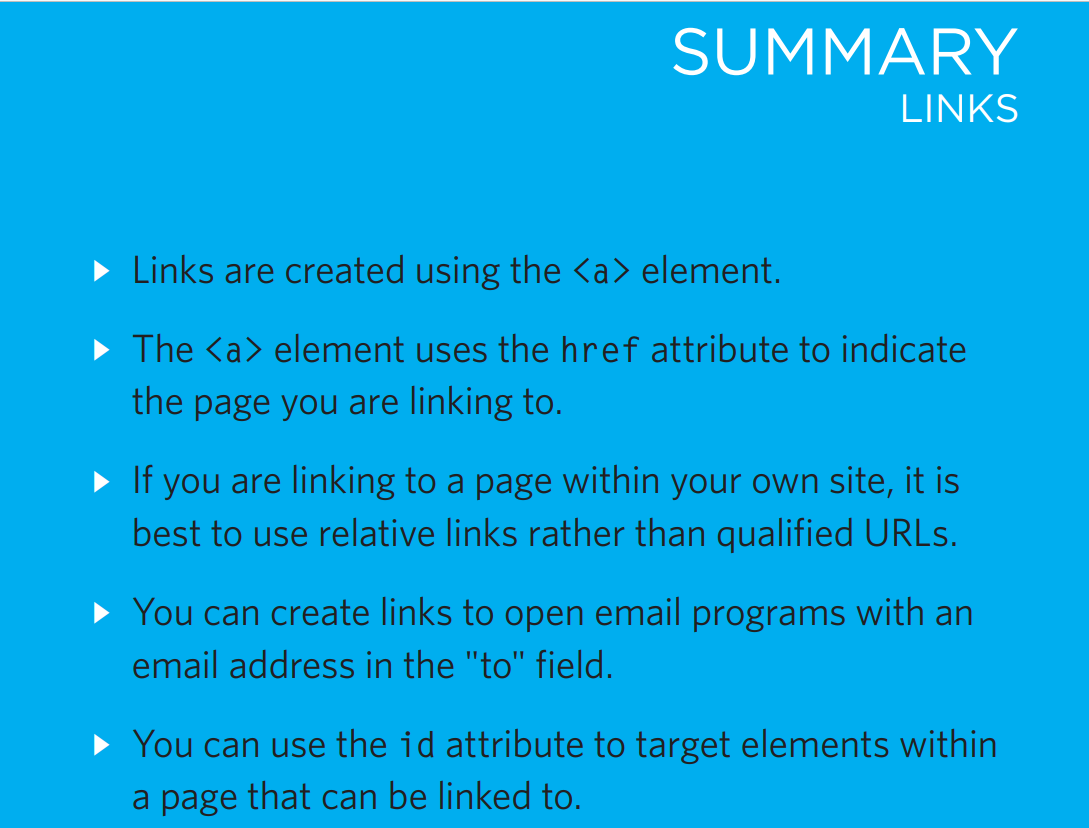 SUMMARY
LINKS
Links are created using the <a> element.
The <a> element uses the href attribute to indicate
the page you are linking to.
If you are linking to a page within your own site, it is
best to use relative links rather than qualified URLs.
You can create links to open email programs with an
email address in the "to" field.
You can use the id attribute to target elements within
a page that can be linked to.